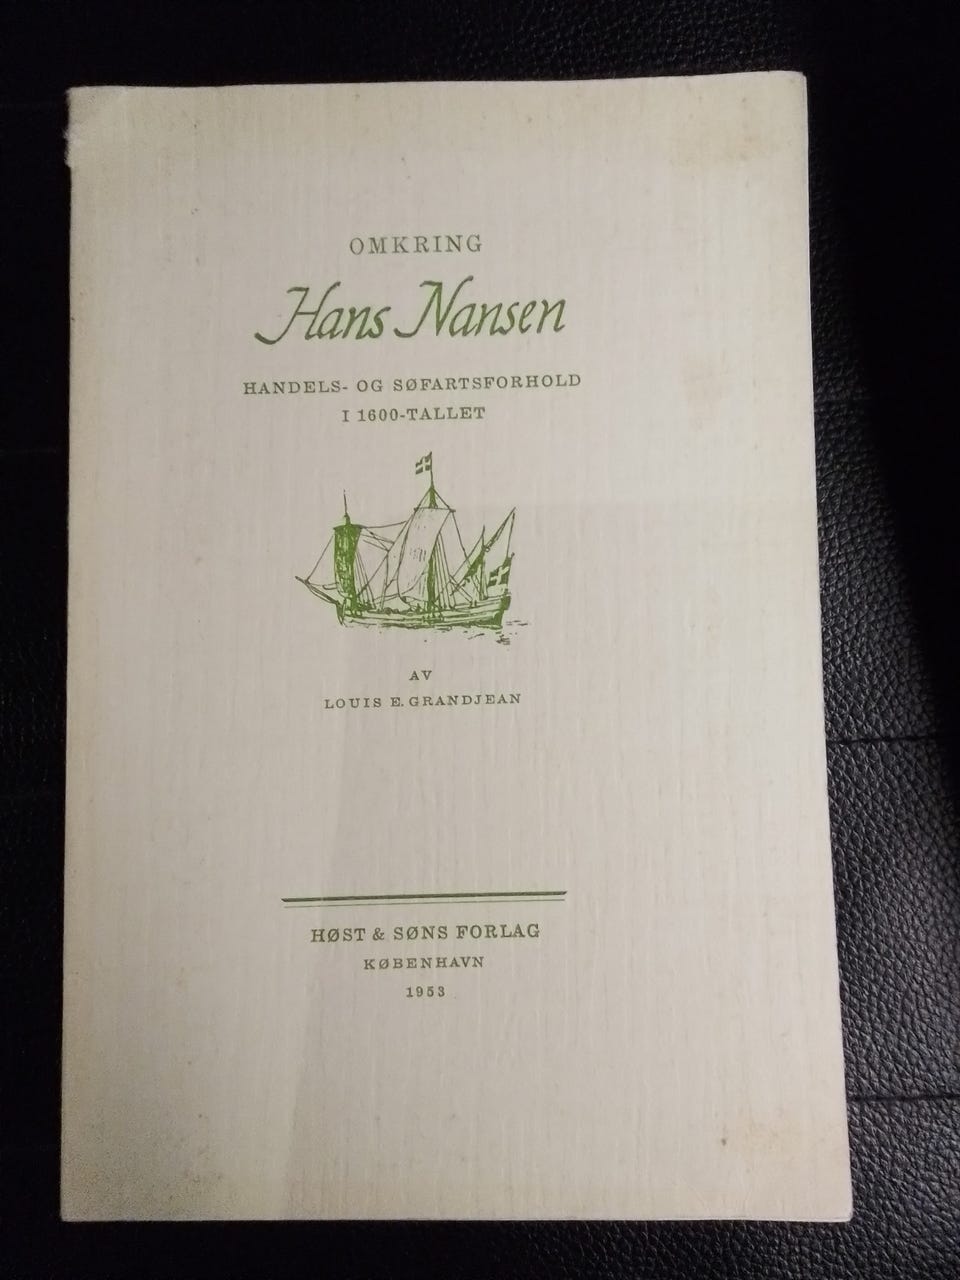 OMKRING
Hans Nansen
HANDELS- OG SØFARTSFORHOLD
I 1600-TALLET
AV
LOUIS E. GRANDJEAN
HØST & SØNS FORLAG
KØBENHAVN
1953